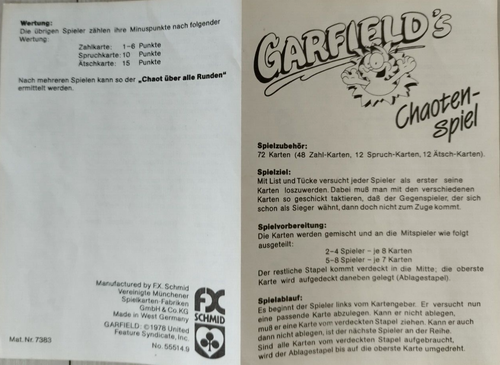 Wertung:
Die übrigen Spieler zählen ihre Minuspunkte nach folgender
Wertung:
Zahlkarte: 1–6 Punkte
Spruchkarte: 10 Punkte
Ätschkarte: 15 Punkte
Nach mehreren Spielen kann so der „Chaot über alle Runden"
ermittelt werden.
Manufactured by F.X. Schmid
Vereinigte Münchener
Spielkarten-Fabriken
GmbH & Co.KG
Made in West Germany
GARFIELD: © 1978 United
Feature Syndicate, Inc.
Mat. Nr. 7383
No. 55514.9
FX
SCHMID
GARFIELD's
Chaoten-
spiel
Spielzubehör:
72 Karten (48 Zahl-Karten, 12 Spruch-Karten, 12 Ätsch-Karten).
Spielziel:
Mit List und Tücke versucht jeder Spieler als erster seine
Karten loszuwerden. Dabei muß man mit den verschiedenen
Karten so geschickt taktieren, daß der Gegenspieler, der sich
schon als Sieger wähnt, dann doch nicht zum Zuge kommt.
Spielvorbereitung:
Die Karten werden gemischt und an die Mitspieler wie folgt
ausgeteilt:
2–4 Spieler – je 8 Karten
5–8 Spieler – je 7 Karten
Der restliche Stapel kommt verdeckt in die Mitte; die oberste
Karte wird aufgedeckt daneben gelegt (Ablagestapel).
Spielablauf:
Es beginnt der Spieler links vom Kartengeber. Er versucht nun
eine passende Karte abzulegen. Kann er nicht ablegen,
muß er eine Karte vom verdeckten Stapel ziehen. Kann er auch
dann nicht ablegen, ist der nächste Spieler an der Reihe.
Sind alle Karten vom verdeckten Stapel aufgebraucht,
wird der Ablagestapel bis auf die oberste Karte umgedreht.